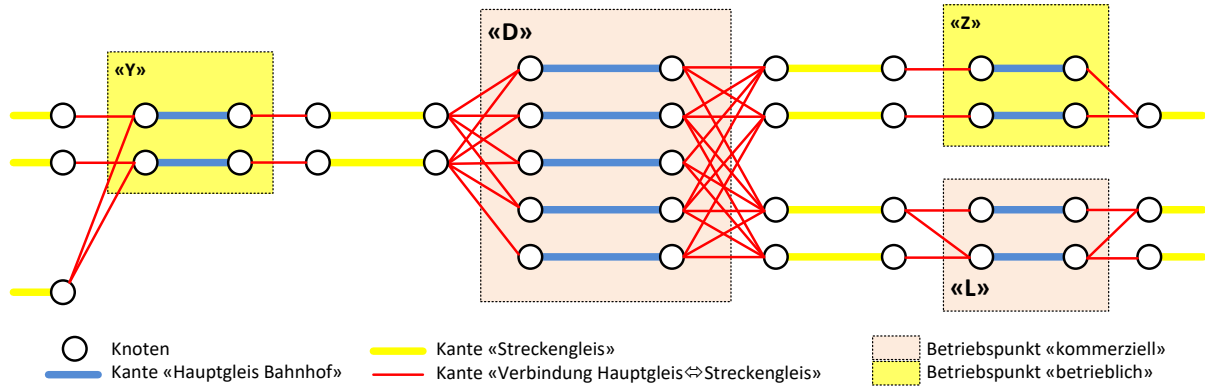 «D»
«Z»
«Y»
«L»
Knoten
Kante «Streckengleis»
Betriebspunkt «kommerziell»
Kante «Hauptgleis Bahnhof»
Kante «Verbindung Hauptgleis⇔Streckengleis»
Betriebspunkt «betrieblich»